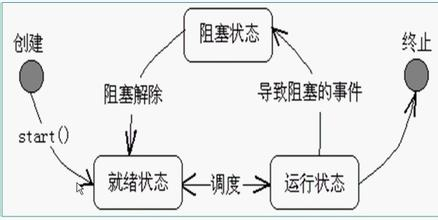 创建
阻塞状态
终止
阻塞解除
导致阻塞的事件
start()
就绪状态
调度
运行状态